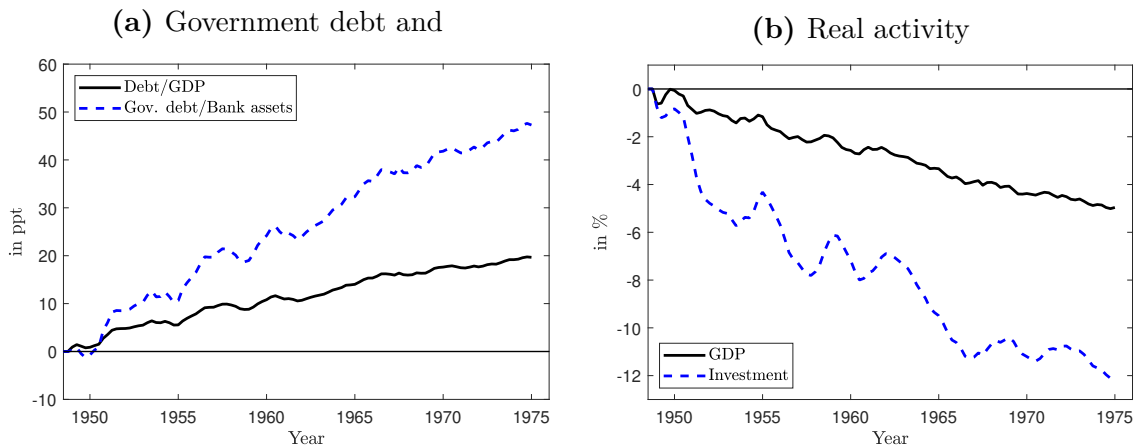 (a) Government debt and
60
50
40
30
20
10
0
-10
in ppt
Debt/GDP
Gov. debt/Bank assets
1950 1955 1960 1965 1970 1975
Year
(b) Real activity
0
-2
-4
-6
-8
-10
-12
in %
GDP
Investment
1950 1955 1960 1965 1970 1975
Year